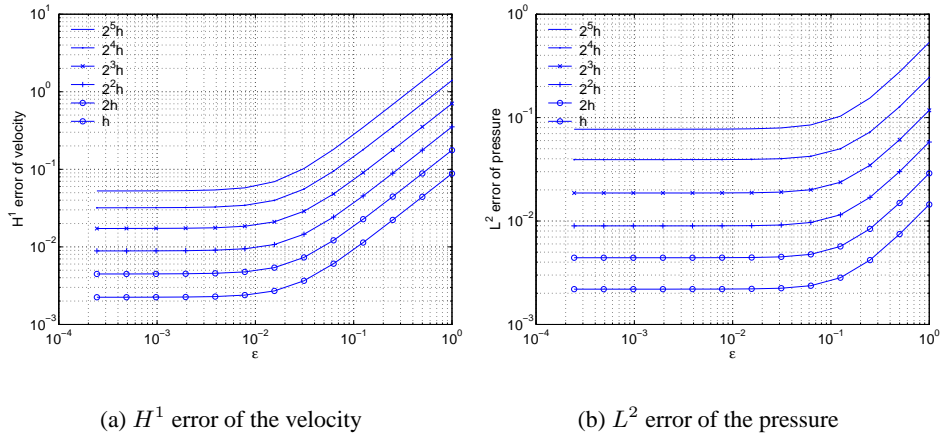 10^1
10^0
10^-1
10^-2
10^-3
H^1 error of velocity
2^5h
2^4h
2^3h
2^2h
2h
h
10^-4
10^-3
10^-2
10^-1
10^0
ε
10^0
10^-1
10^-2
10^-3
L^2 error of pressure
2^5h
2^4h
2^3h
2^2h
2h
h
10^-4
10^-3
10^-2
10^-1
10^0
ε
(a) H^1 error of the velocity
(b) L^2 error of the pressure